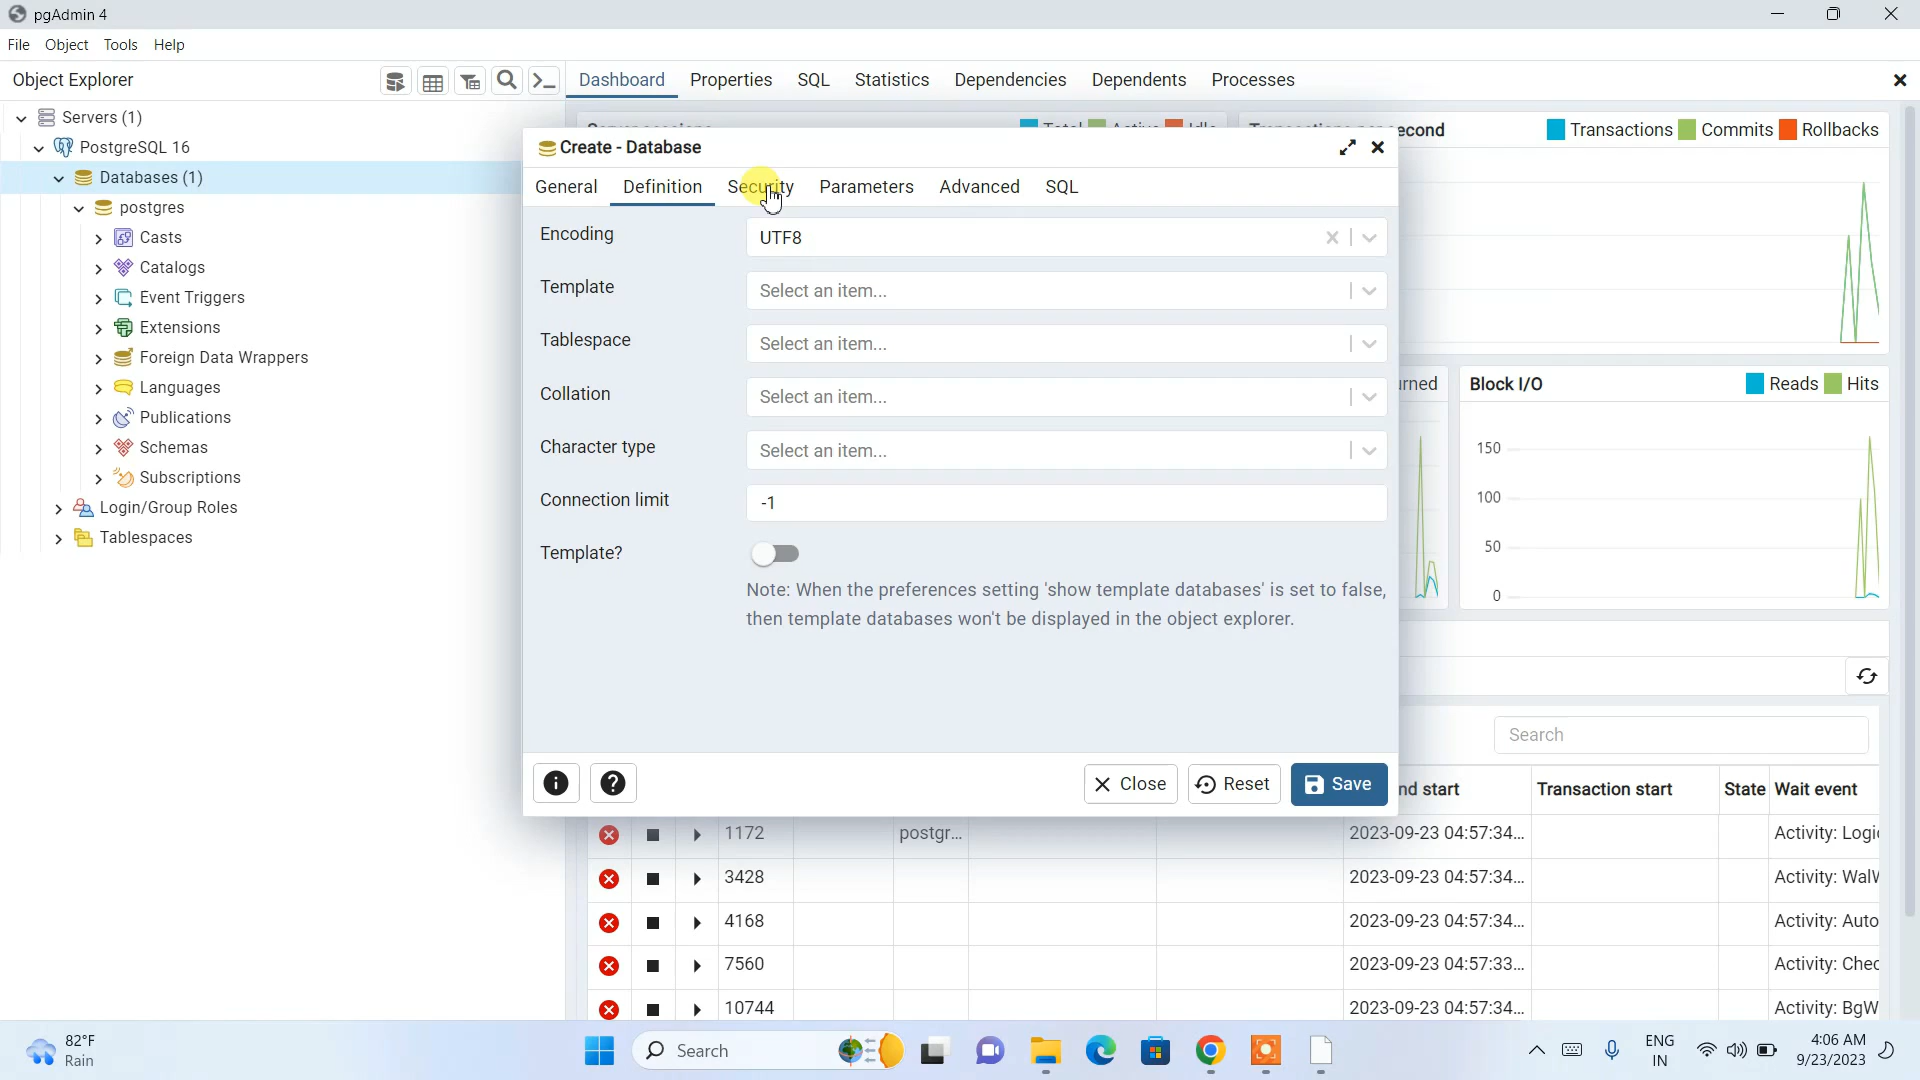 pgAdmin 4
File Object Tools Help
Object Explorer
Dashboard Properties SQL Statistics Dependencies Dependents Processes
Servers (1)
PostgreSQL 16
Databases (1)
postgres
Casts
Catalogs
Event Triggers
Extensions
Foreign Data Wrappers
Languages
Publications
Schemas
Subscriptions
Login/Group Roles
Tablespaces
Transactions Commits Rollbacks
Create - Database
General Definition Security Parameters Advanced SQL
Encoding UTF8
Template Select an item...
Tablespace Select an item...
Collation Select an item...
Character type Select an item...
Connection limit -1
Template?
Note: When the preferences setting 'show template databases' is set to false,
then template databases won't be displayed in the object explorer.
Close Reset Save
Block I/O Reads Hits
150
100
50
0
Search
Transaction start State Wait event
1172 postgr... 2023-09-23 04:57:34... Activity: Logi
3428 2023-09-23 04:57:34... Activity: Wal
4168 2023-09-23 04:57:34... Activity: Auto
7560 2023-09-23 04:57:33... Activity: Chec
10744 2023-09-23 04:57:34... Activity: BgW
82°F
Rain
Search
ENG
IN
4:06 AM
9/23/2023